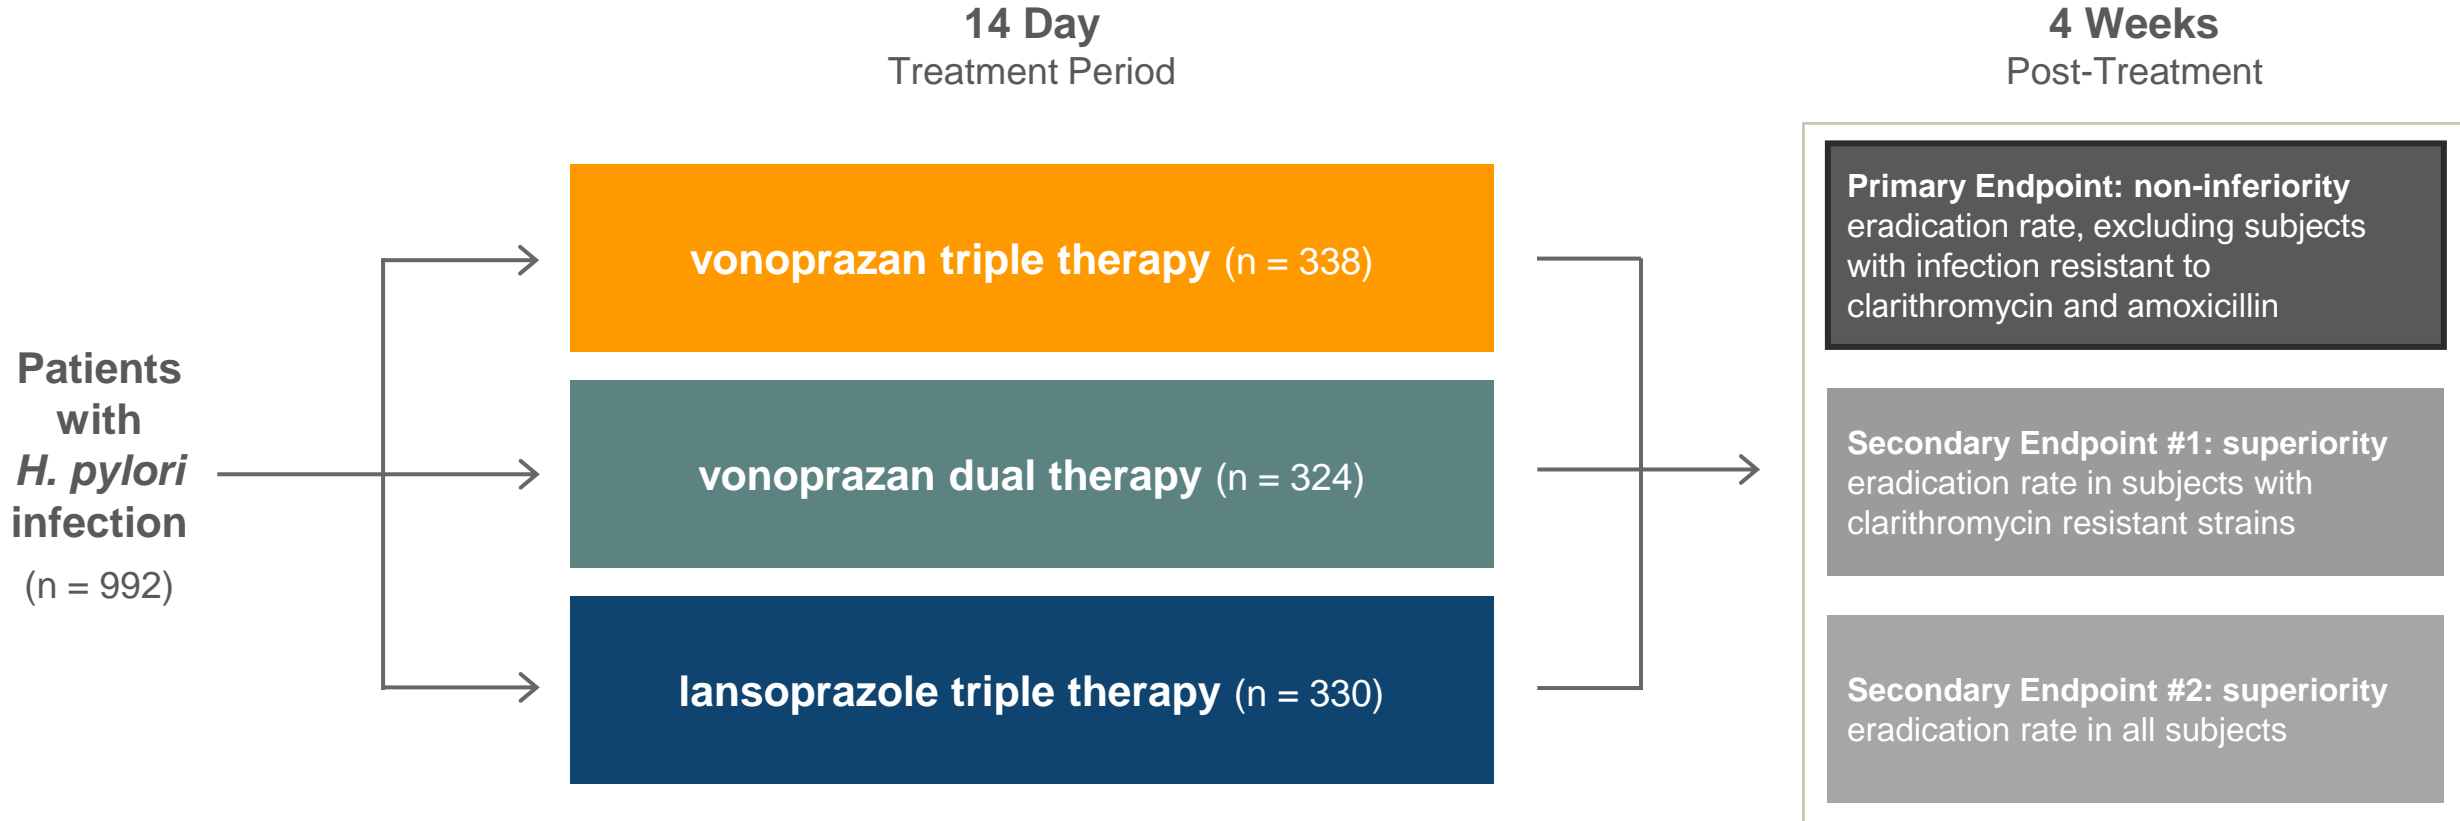 14 Day
Treatment Period
4 Weeks
Post-Treatment
Patients
with
H. pylori
infection
(n = 992)
vonoprazan triple therapy (n = 338)
vonoprazan dual therapy (n = 324)
lansoprazole triple therapy (n = 330)
Primary Endpoint: non-inferiority
eradication rate, excluding subjects
with infection resistant to
clarithromycin and amoxicillin
Secondary Endpoint #1: superiority
eradication rate in subjects with
clarithromycin resistant strains
Secondary Endpoint #2: superiority
eradication rate in all subjects